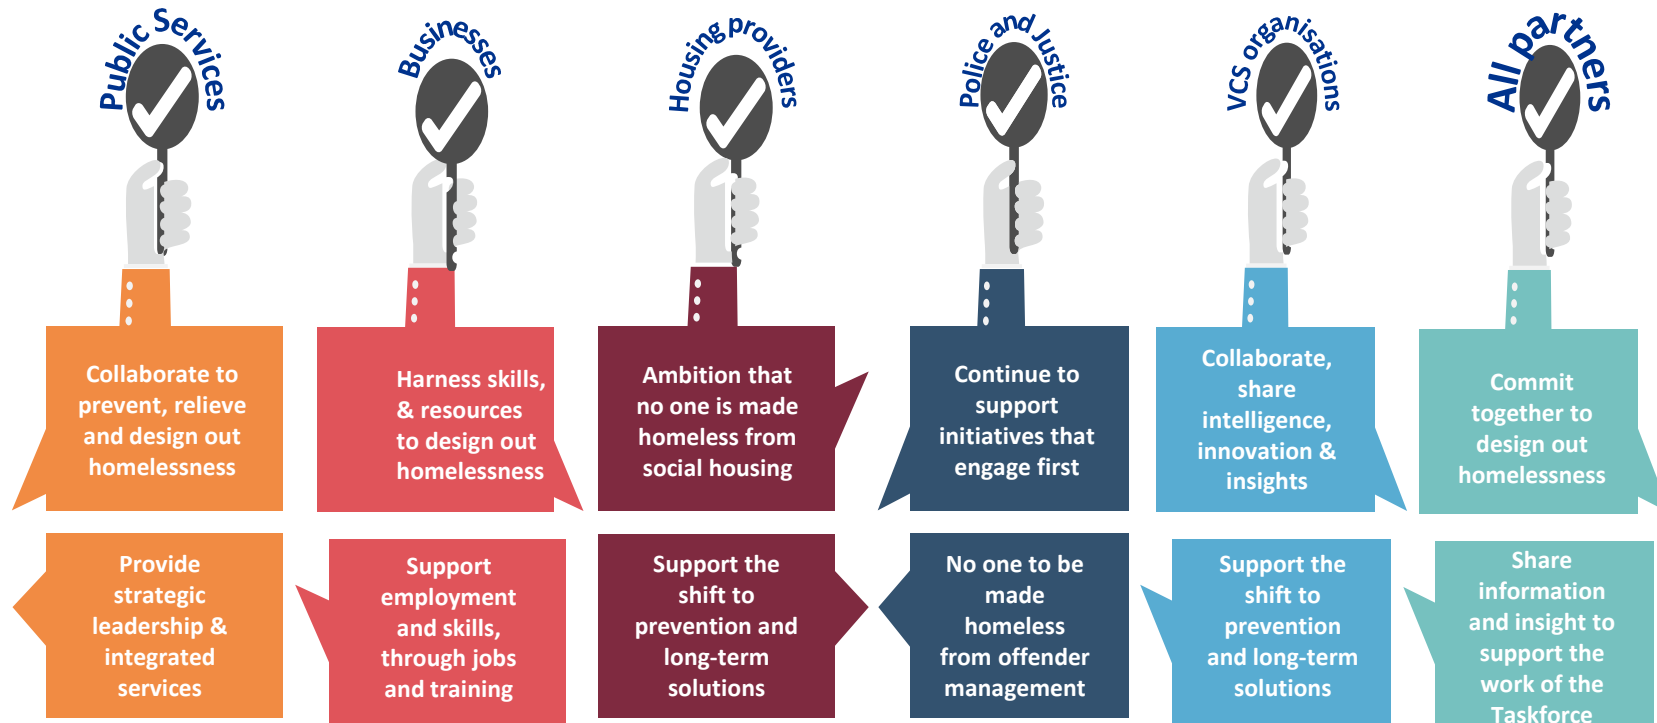 Public Services
Businesses
Housing providers
Police and Justice
VCS organisations
All partners
Collaborate to
prevent, relieve
and design out
homelessness
Harness skills,
& resources
to design out
homelessness
Ambition that
no one is made
homeless from
social housing
Continue to
support
initiatives that
engage first
Collaborate,
share
intelligence,
innovation &
insights
Commit
together to
design out
homelessness
Provide
strategic
leadership &
integrated
services
Support
employment
and skills,
through jobs
and training
Support the
shift to
prevention and
long-term
solutions
No one to be
made
homeless
from offender
management
Support the
shift to
prevention
and long-term
solutions
Share
information
and insight to
support the
work of the
Taskforce